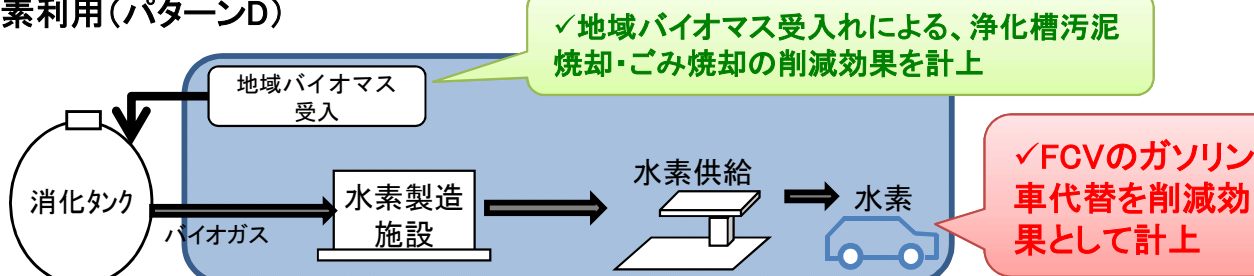 素利用(パターンD)
✓地域バイオマス受入れによる、浄化槽汚泥
焼却・ごみ焼却の削減効果を計上
地域バイオマス
受入
消化タンク
バイオガス
水素製造
施設
水素供給
水素
✓FCVのガソリン
車代替を削減効
果として計上